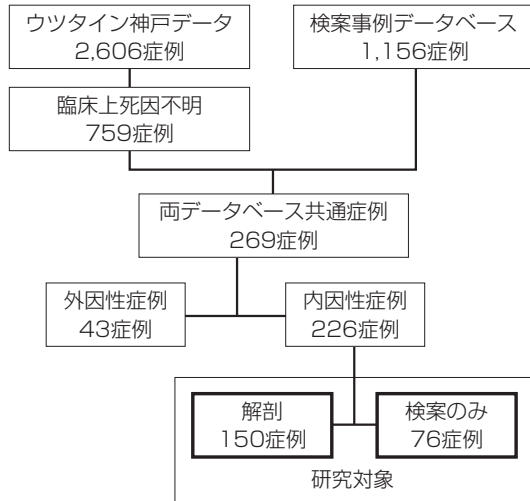 ウツタイン神戸データ
2,606症例
検案事例データベース
1,156症例
臨床上死因不明
759症例
両データベース共通症例
269症例
外因性症例
43症例
内因性症例
226症例
解剖
150症例
検案のみ
76症例
研究対象